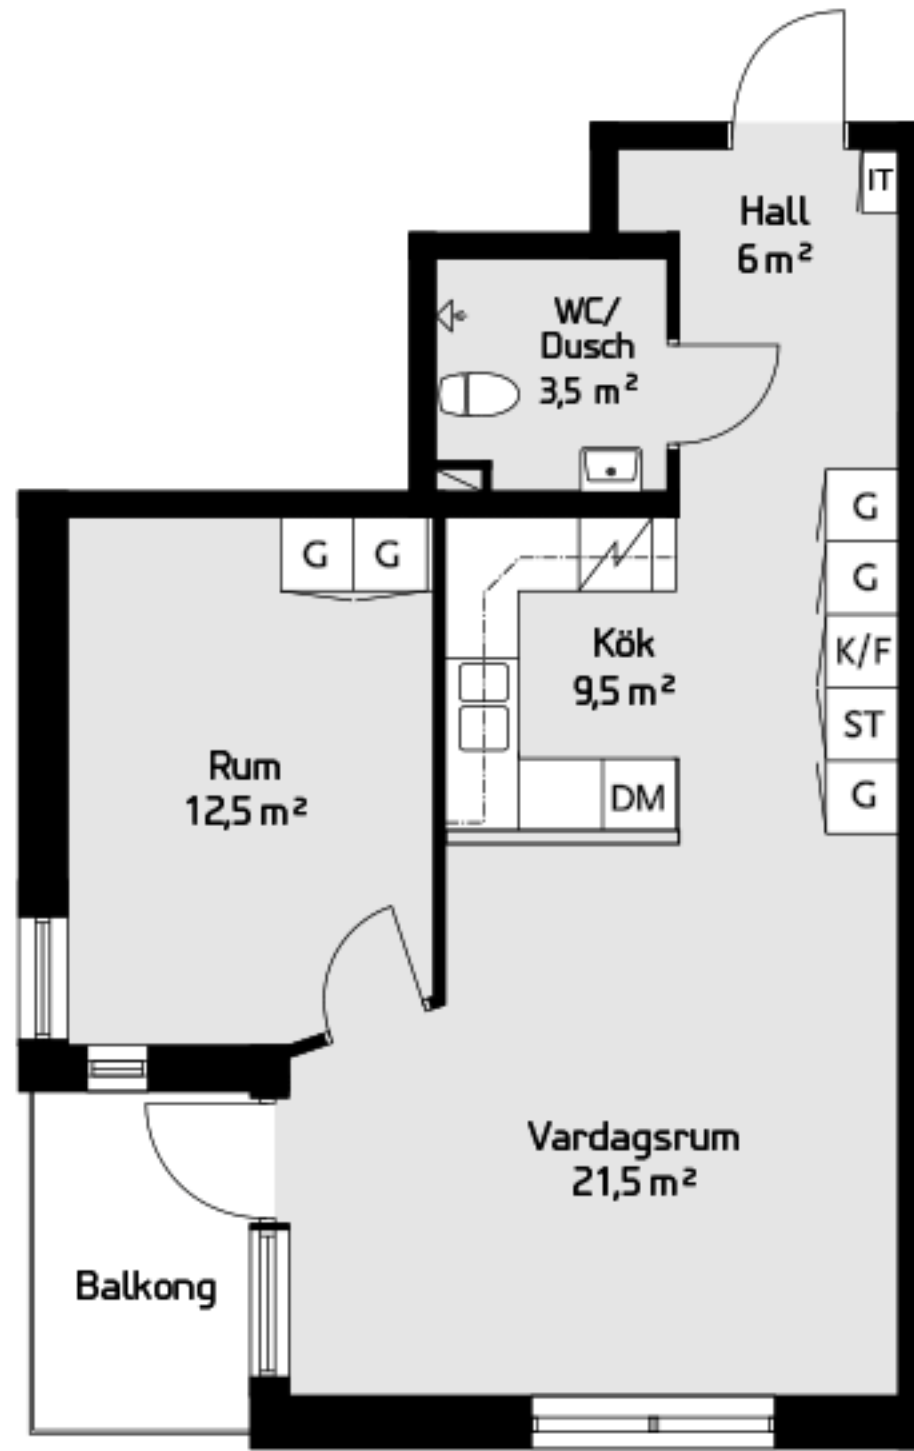 IT
Hall
6 m²
WC/
Dusch
3,5 m²
G
G
G
G
Kök
9,5 m²
K/F
ST
G
DM
Rum
12,5 m²
Vardagsrum
21,5 m²
Balkong